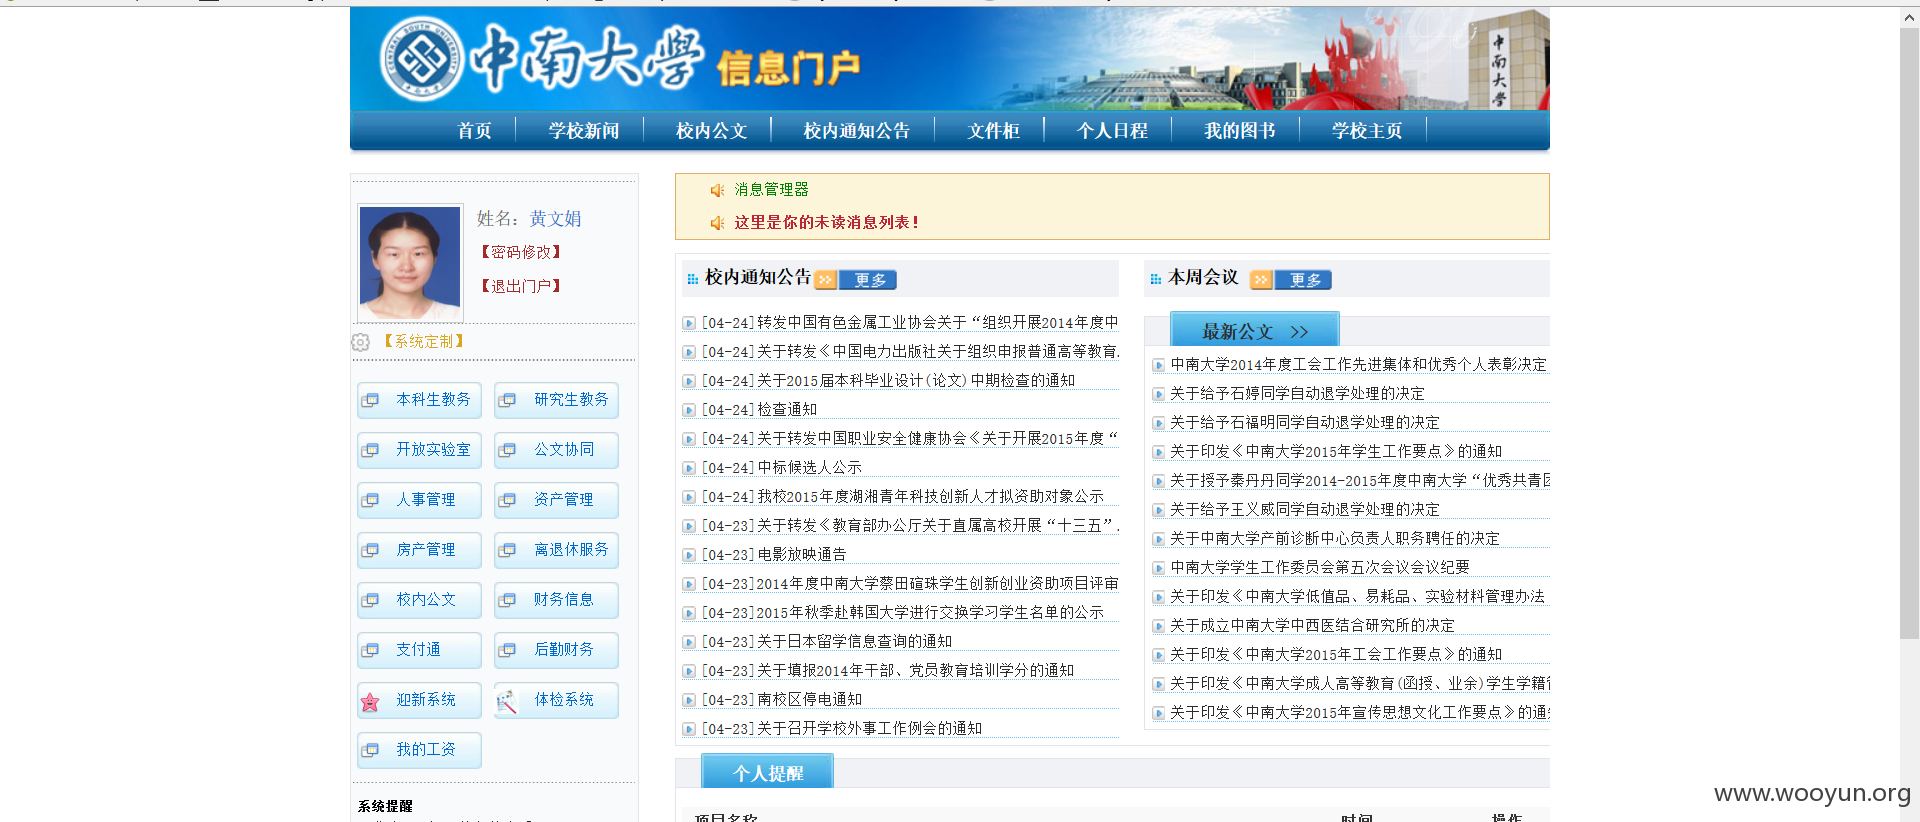 CENTRAL SOUTH UNIVERSITY
中南大学 信息门户
中南大学
首页 学校新闻 校内公文 校内通知公告 文件柜 个人日程 我的图书 学校主页
姓名：黄文娟
【密码修改】
【退出门户】
【系统定制】
本科生教务 研究生教务
开放实验室 公文协同
人事管理 资产管理
房产管理 离退休服务
校内公文 财务信息
支付通 后勤财务
迎新系统 体检系统
我的工资
系统提醒
消息管理器
这里是你的未读消息列表！
校内通知公告 更多
[04-24]转发中国有色金属工业协会关于“组织开展2014年度中
[04-24]关于转发《中国电力出版社关于组织申报普通高等教育.
[04-24]关于2015届本科毕业设计(论文)中期检查的通知
[04-24]检查通知
[04-24]关于转发中国职业安全健康协会《关于开展2015年度“
[04-24]中标候选人公示
[04-24]我校2015年度湖湘青年科技创新人才拟资助对象公示
[04-23]关于转发《教育部办公厅关于直属高校开展“十三五”.
[04-23]电影放映通告
[04-23]2014年度中南大学蔡田碹珠学生创新创业资助项目评审
[04-23]2015年秋季赴韩国大学进行交换学习学生名单的公示
[04-23]关于日本留学信息查询的通知
[04-23]关于填报2014年干部、党员教育培训学分的通知
[04-23]南校区停电通知
[04-23]关于召开学校外事工作例会的通知
本周会议 更多
最新公文 >>
中南大学2014年度工会工作先进集体和优秀个人表彰决定
关于给予石婷同学自动退学处理的决定
关于给予石福明同学自动退学处理的决定
关于印发《中南大学2015年学生工作要点》的通知
关于授予秦丹丹同学2014-2015年度中南大学“优秀共青团
关于给予王义威同学自动退学处理的决定
关于中南大学产前诊断中心负责人职务聘任的决定
中南大学学生工作委员会第五次会议会议纪要
关于印发《中南大学低值品、易耗品、实验材料管理办法
关于成立中南大学中西医结合研究所的决定
关于印发《中南大学2015年工会工作要点》的通知
关于印发《中南大学成人高等教育(函授、业余)学生学籍管
关于印发《中南大学2015年宣传思想文化工作要点》的通知
个人提醒
项目名称 时间 操作
www.wooyun.org